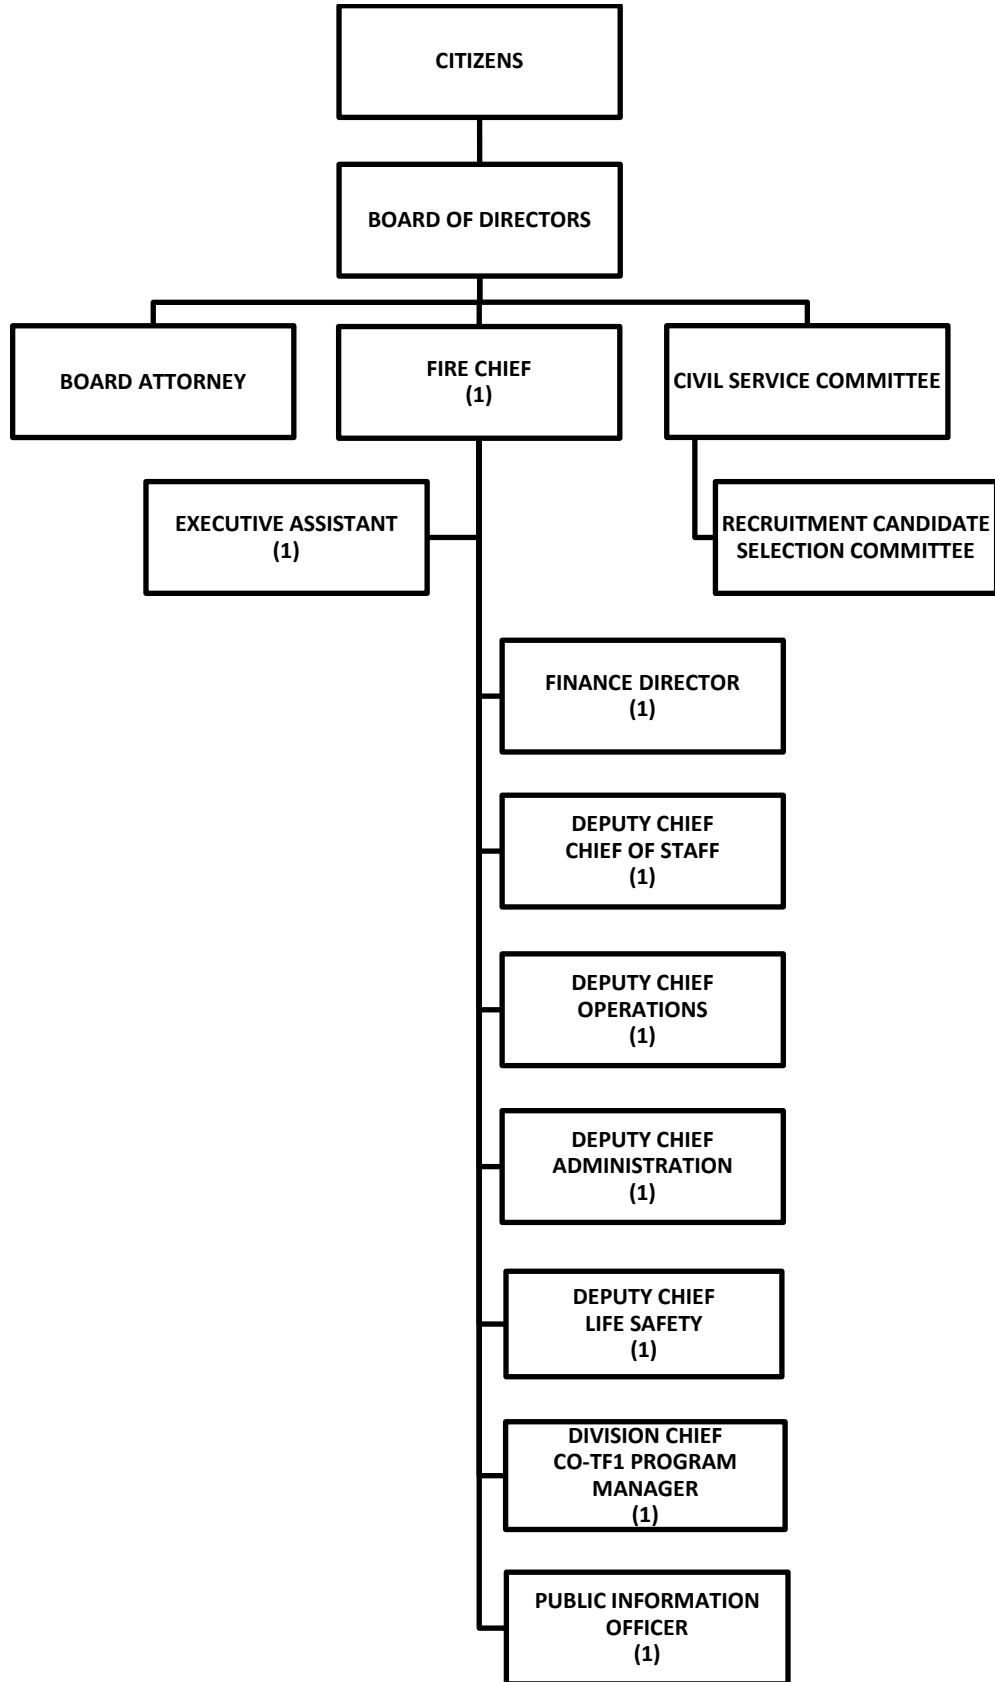 CITIZENS
BOARD OF DIRECTORS
BOARD ATTORNEY
FIRE CHIEF
(1)
CIVIL SERVICE COMMITTEE
EXECUTIVE ASSISTANT
(1)
RECRUITMENT CANDIDATE
SELECTION COMMITTEE
FINANCE DIRECTOR
(1)
DEPUTY CHIEF
CHIEF OF STAFF
(1)
DEPUTY CHIEF
OPERATIONS
(1)
DEPUTY CHIEF
ADMINISTRATION
(1)
DEPUTY CHIEF
LIFE SAFETY
(1)
DIVISION CHIEF
CO-TF1 PROGRAM
MANAGER
(1)
PUBLIC INFORMATION
OFFICER
(1)